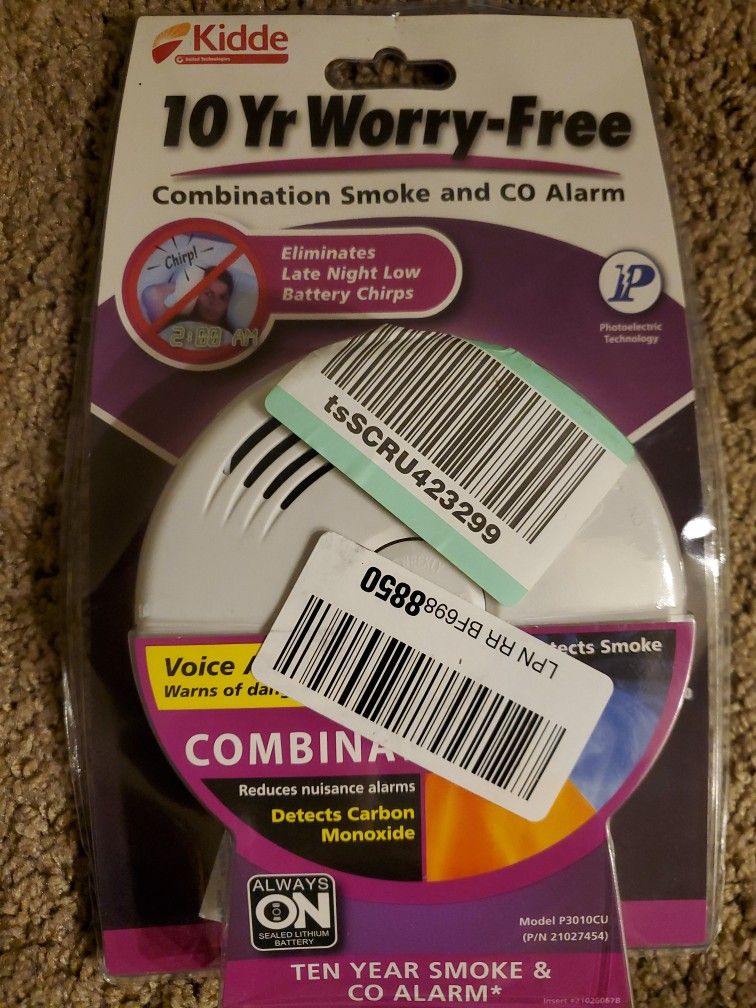 Kidde
United Technologies
10 Yr Worry-Free
Combination Smoke and CO Alarm
Chirp!
2:00 AM
Eliminates
Late Night Low
Battery Chirps
Photoelectric
Technology
tsSCRU423299
LPN RR BF6988850
Voice
Warns of
Smoke
COMBINA
Reduces nuisance alarms
Detects Carbon
Monoxide
ALWAYS
ON
SEALED LITHIUM
BATTERY
Model P3010CU
(P/N 21027454)
TEN YEAR SMOKE &
CO ALARM*